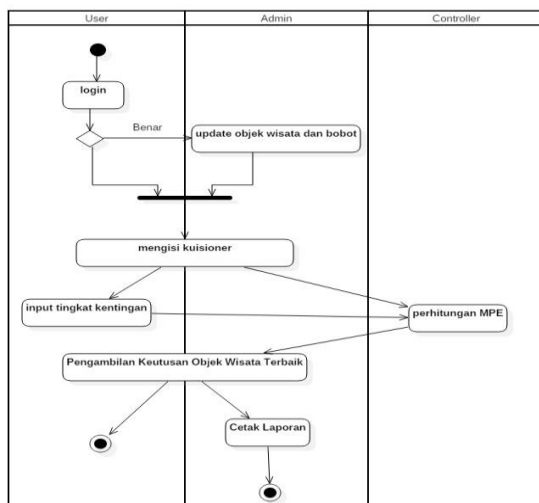 User
Admin
Controller
login
Benar
update objek wisata dan bobot
mengisi kuisioner
input tingkat kentingan
perhitungan MPE
Pengambilan Keutusan Objek Wisata Terbaik
Cetak Laporan